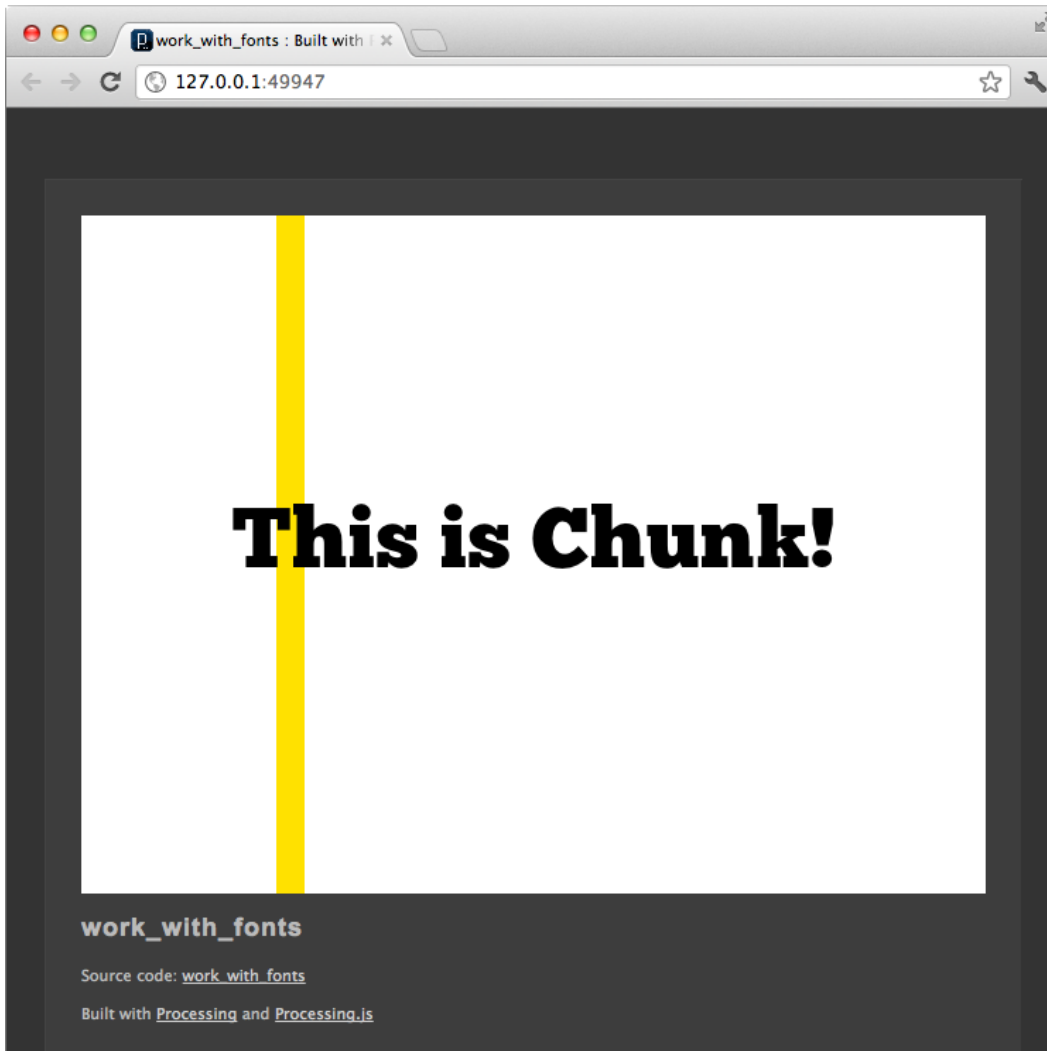 work_with_fonts : Built with
127.0.0.1:49947
This is Chunk!
work_with_fonts
Source code: work_with_fonts
Built with Processing and Processing.js